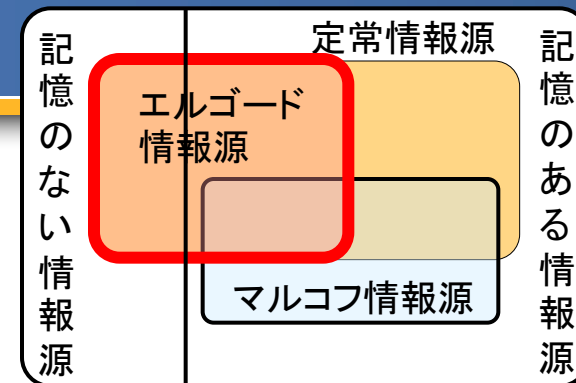 記憶のない情報源
定常情報源
エルゴード
情報源
マルコフ情報源
記憶のある情報源